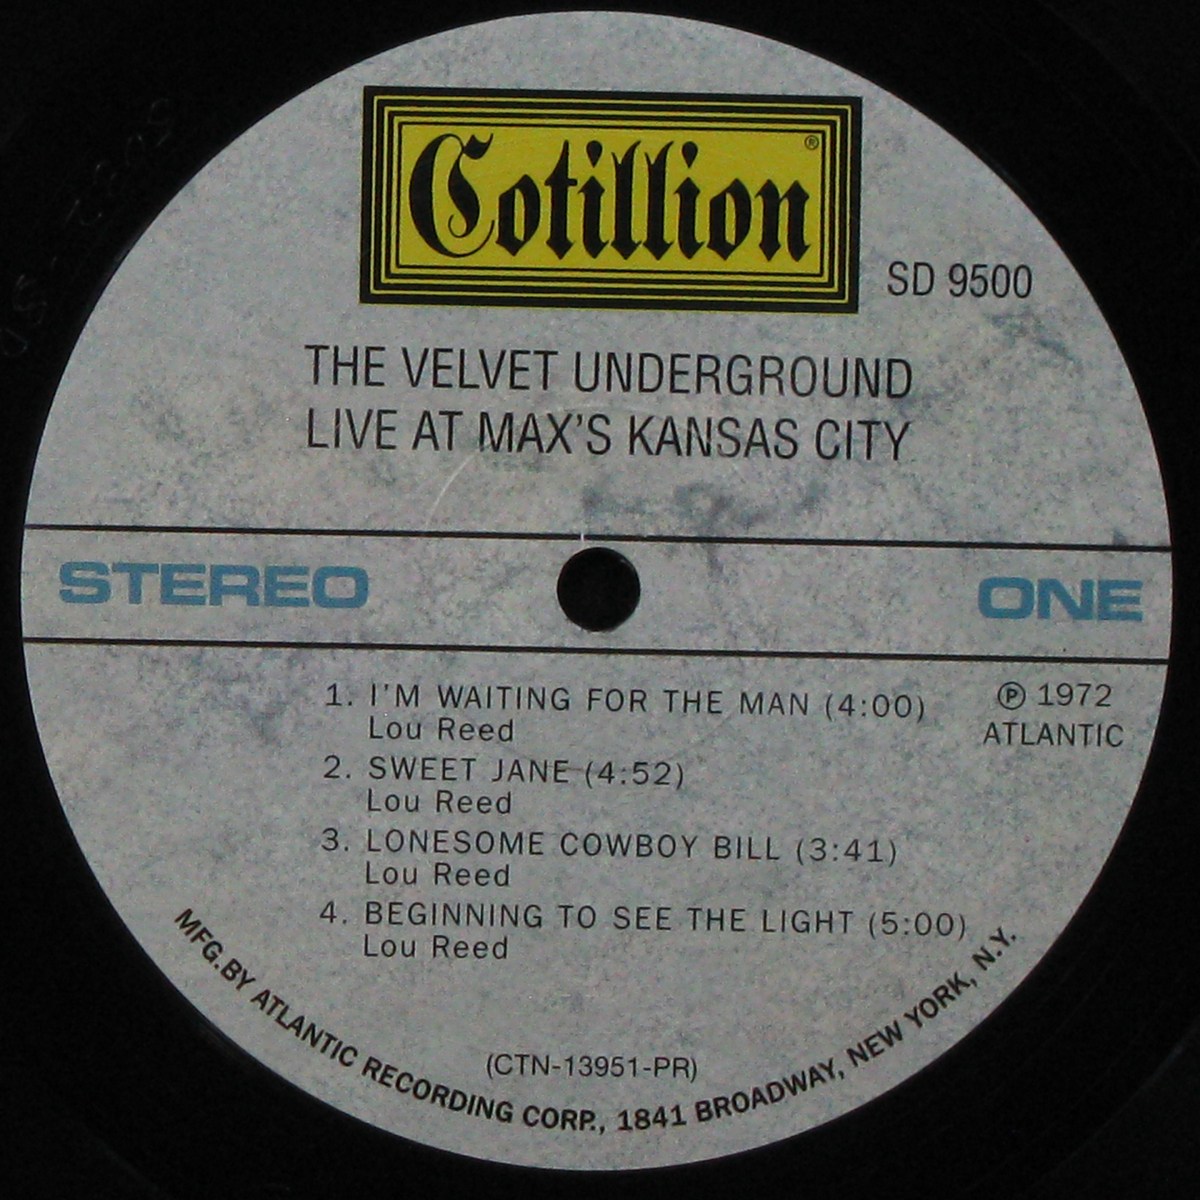 Cotillion ®
SD 9500
THE VELVET UNDERGROUND
LIVE AT MAX'S KANSAS CITY
STEREO
ONE
1. I'M WAITING FOR THE MAN (4:00)
Lou Reed
2. SWEET JANE (4:52)
Lou Reed
3. LONESOME COWBOY BILL (3:41)
Lou Reed
4. BEGINNING TO SEE THE LIGHT (5:00)
Lou Reed
℗ 1972
ATLANTIC
(CTN-13951-PR)
MFG. BY ATLANTIC RECORDING CORP., 1841 BROADWAY, NEW YORK, N.Y.